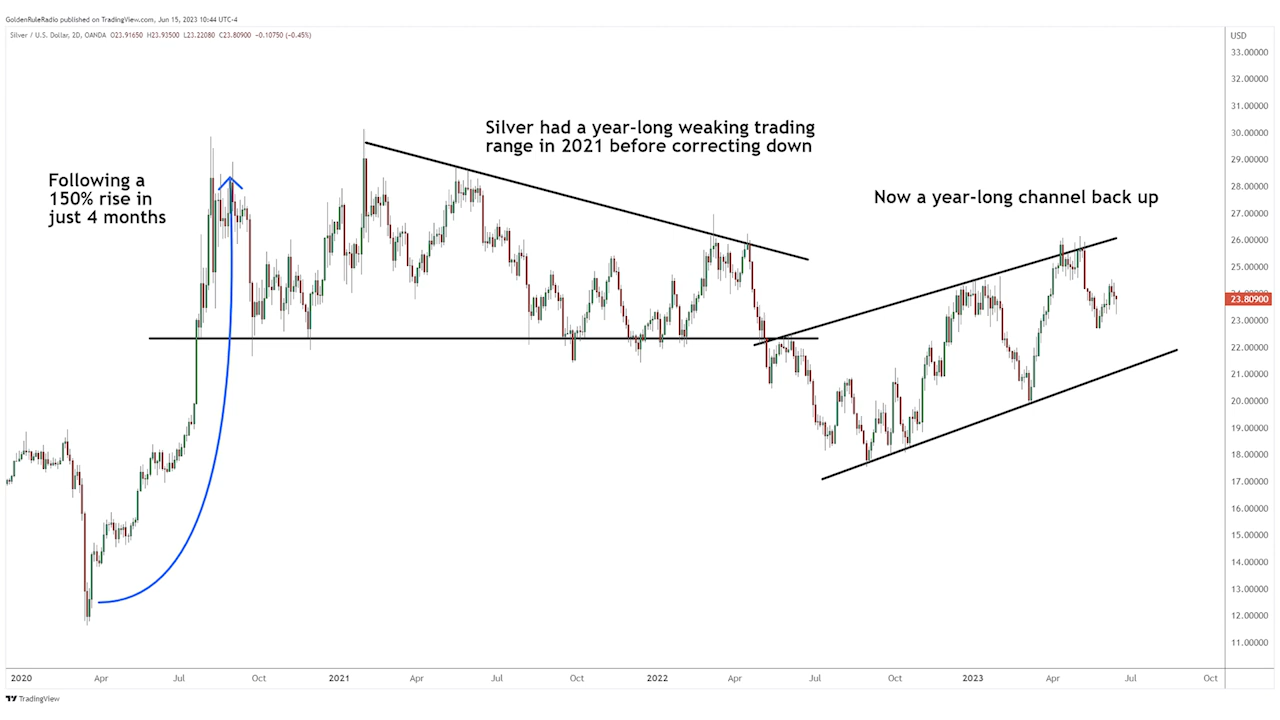 GoldenRuleRadio published on TradingView.com, Jun 15, 2023 10:44 UTC-4
Silver / U.S. Dollar, 2D, OANDA O23.91650 H23.93500 L23.22080 C23.80900 −0.10750 (−0.45%)
USD
33.00000
32.00000
31.00000
30.00000
29.00000
28.00000
27.00000
26.00000
25.00000
23.80900
23.00000
22.00000
21.00000
20.00000
19.00000
18.00000
17.00000
16.00000
15.00000
14.00000
13.00000
12.00000
11.00000
Silver had a year-long weaking trading
range in 2021 before correcting down
Following a
150% rise in
just 4 months
Now a year-long channel back up
2020 Apr Jul Oct 2021 Apr Jul Oct 2022 Apr Jul Oct 2023 Apr Jul Oct
TradingView